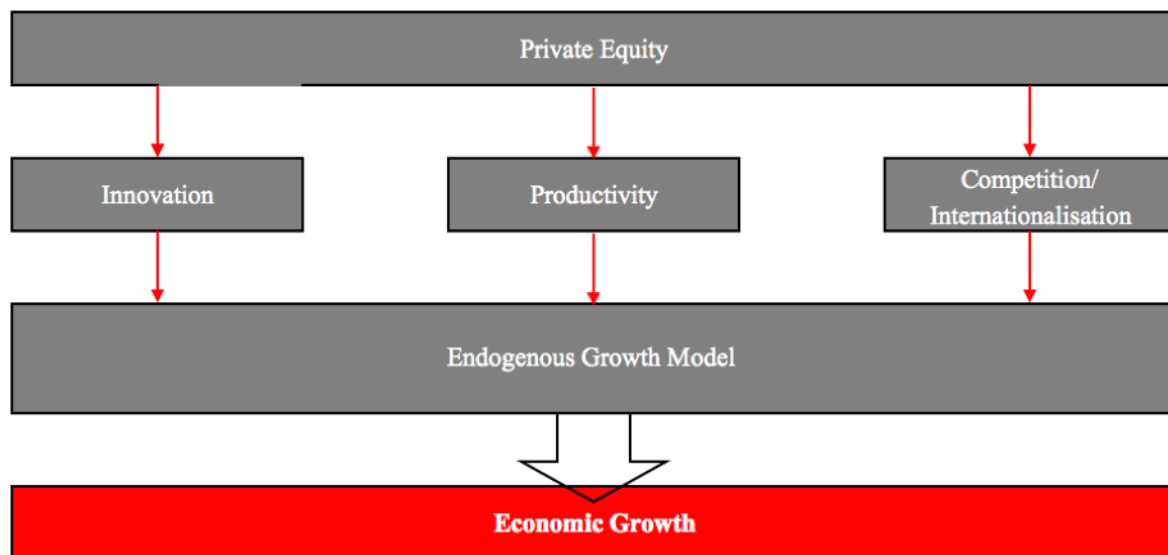 Private Equity
Innovation
Productivity
Competition/
Internationalisation
Endogenous Growth Model
Economic Growth